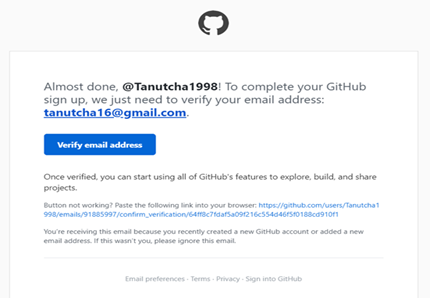 Almost done, @Tanutcha1998! To complete your GitHub
sign up, we just need to verify your email address:
tanutcha16@gmail.com.
Verify email address
Once verified, you can start using all of GitHub's features to explore, build, and share
projects.
Button not working? Paste the following link into your browser: https://github.com/users/Tanutcha1
998/emails/91885997/confirm_verification/64ff8c7fdaf5a09f216c554d46f5f0188cd910f1
You're receiving this email because you recently created a new GitHub account or added a new
email address. If this wasn't you, please ignore this email.
Email preferences · Terms · Privacy · Sign into GitHub